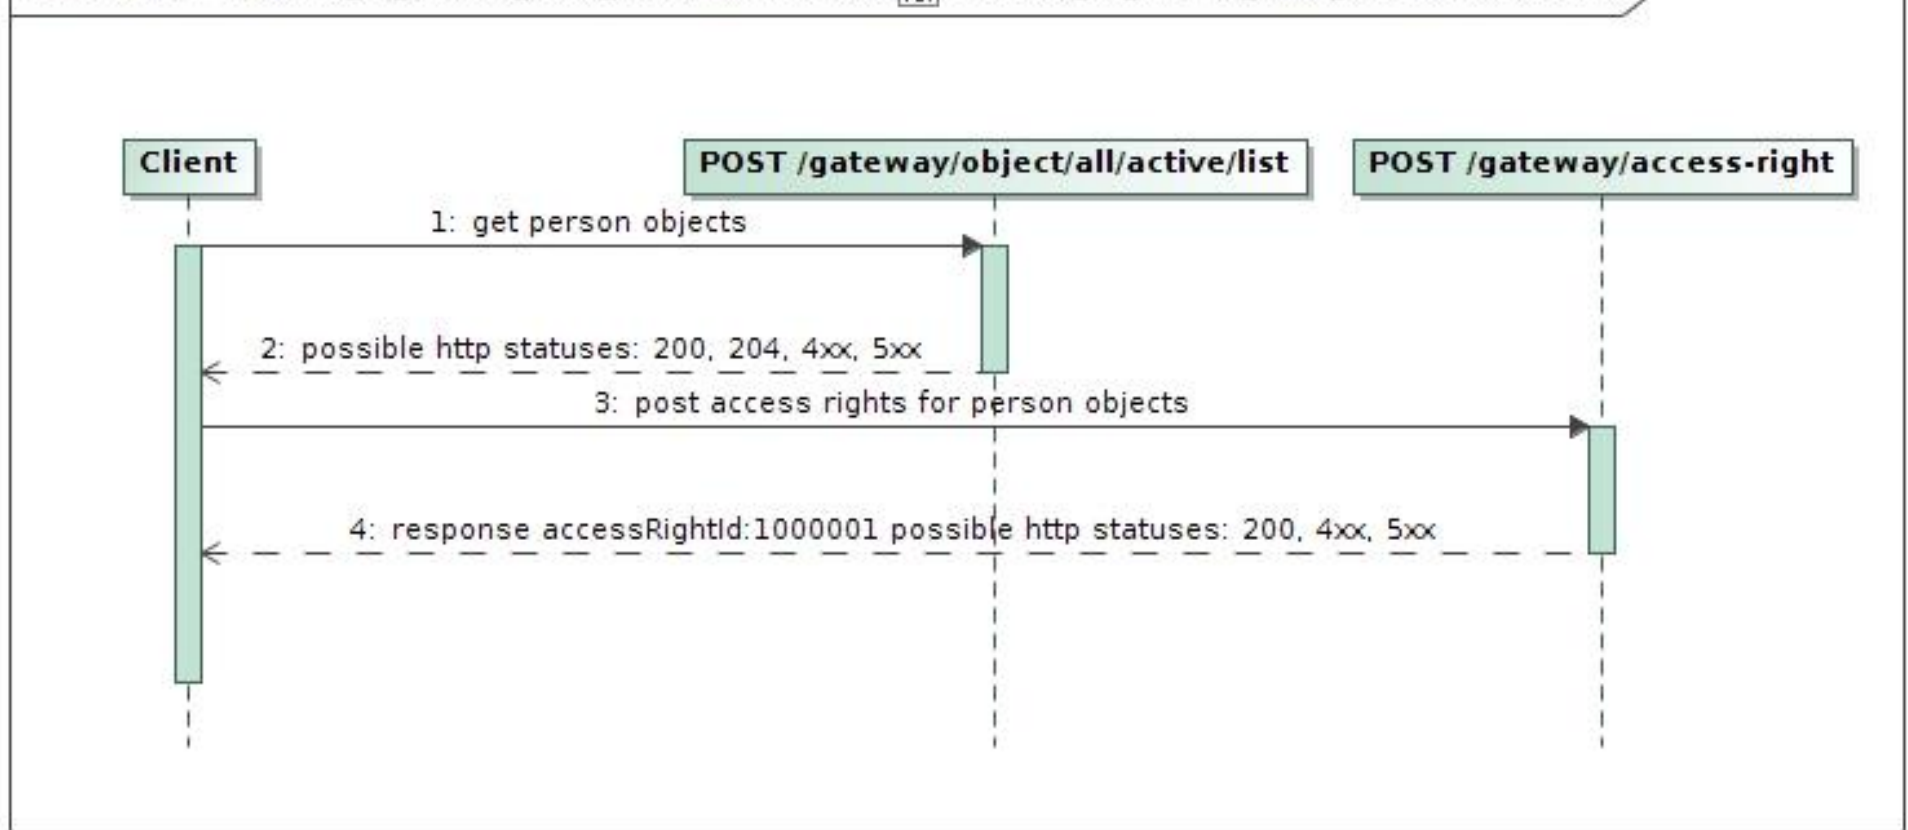 Client
POST /gateway/object/all/active/list
POST /gateway/access-right
1: get person objects
2: possible http statuses: 200, 204, 4xx, 5xx
3: post access rights for person objects
4: response accessRightId:1000001 possible http statuses: 200, 4xx, 5xx